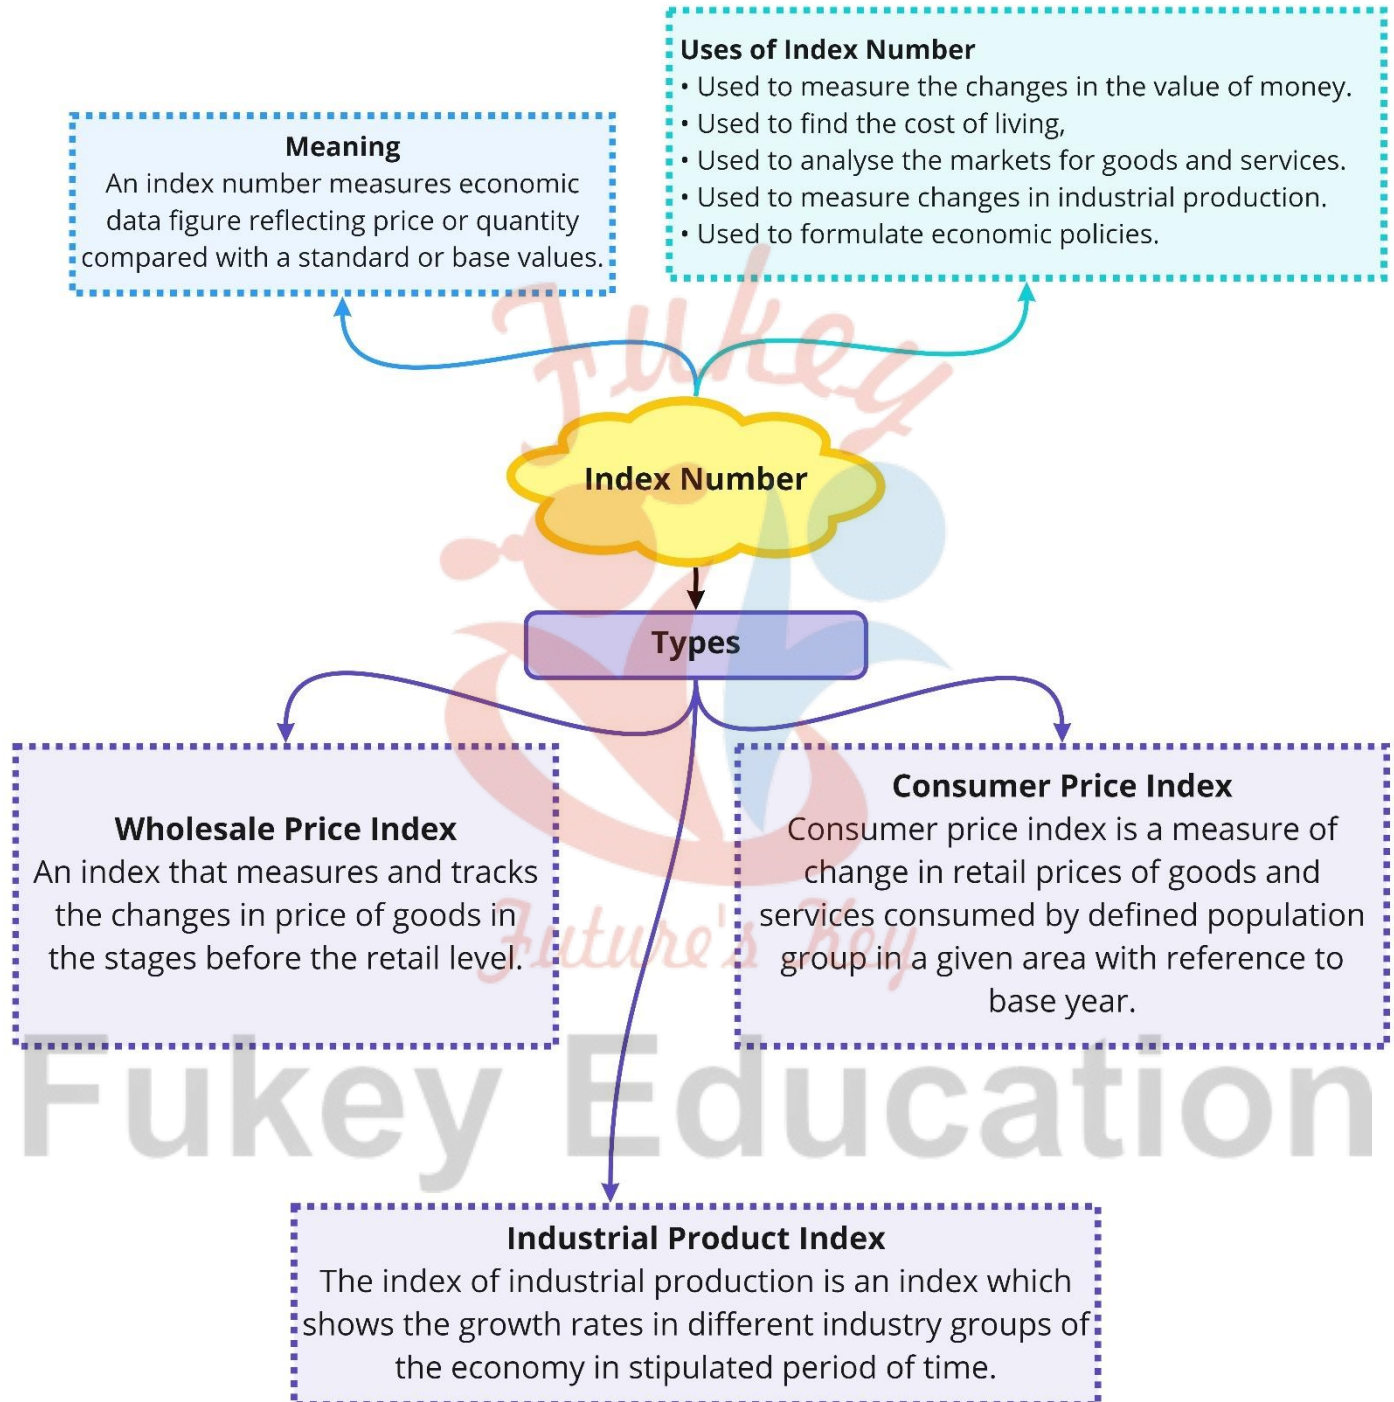 Uses of Index Number
• Used to measure the changes in the value of money.
• Used to find the cost of living,
• Used to analyse the markets for goods and services.
• Used to measure changes in industrial production.
• Used to formulate economic policies.
Meaning
An index number measures economic
data figure reflecting price or quantity
compared with a standard or base values.
Fukey
Index Number
Types
Wholesale Price Index
An index that measures and tracks
the changes in price of goods in
the stages before the retail level.
Consumer Price Index
Consumer price index is a measure of
change in retail prices of goods and
services consumed by defined population
group in a given area with reference to
base year.
Future's Key
Fukey Education
Industrial Product Index
The index of industrial production is an index which
shows the growth rates in different industry groups of
the economy in stipulated period of time.